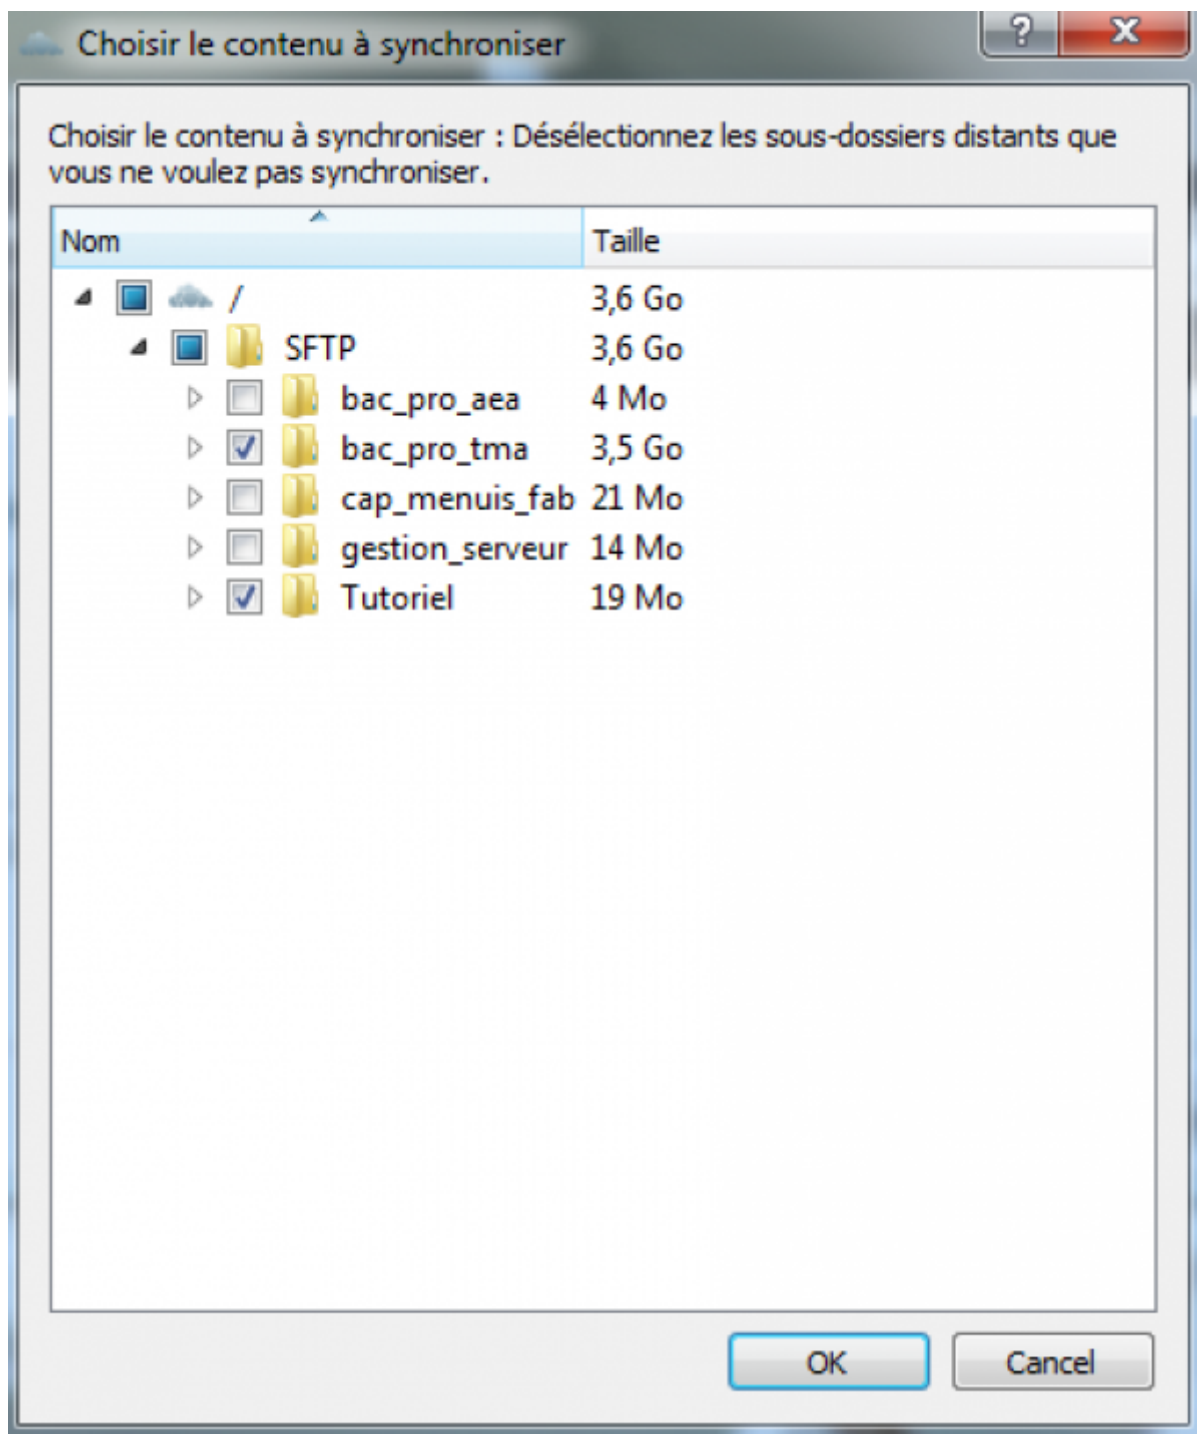 Choisir le contenu à synchroniser
?
X
Choisir le contenu à synchroniser : Désélectionnez les sous-dossiers distants que
vous ne voulez pas synchroniser.
Nom Taille
/ 3,6 Go
SFTP 3,6 Go
bac_pro_aea 4 Mo
bac_pro_tma 3,5 Go
cap_menuis_fab 21 Mo
gestion_serveur 14 Mo
Tutoriel 19 Mo
OK Cancel